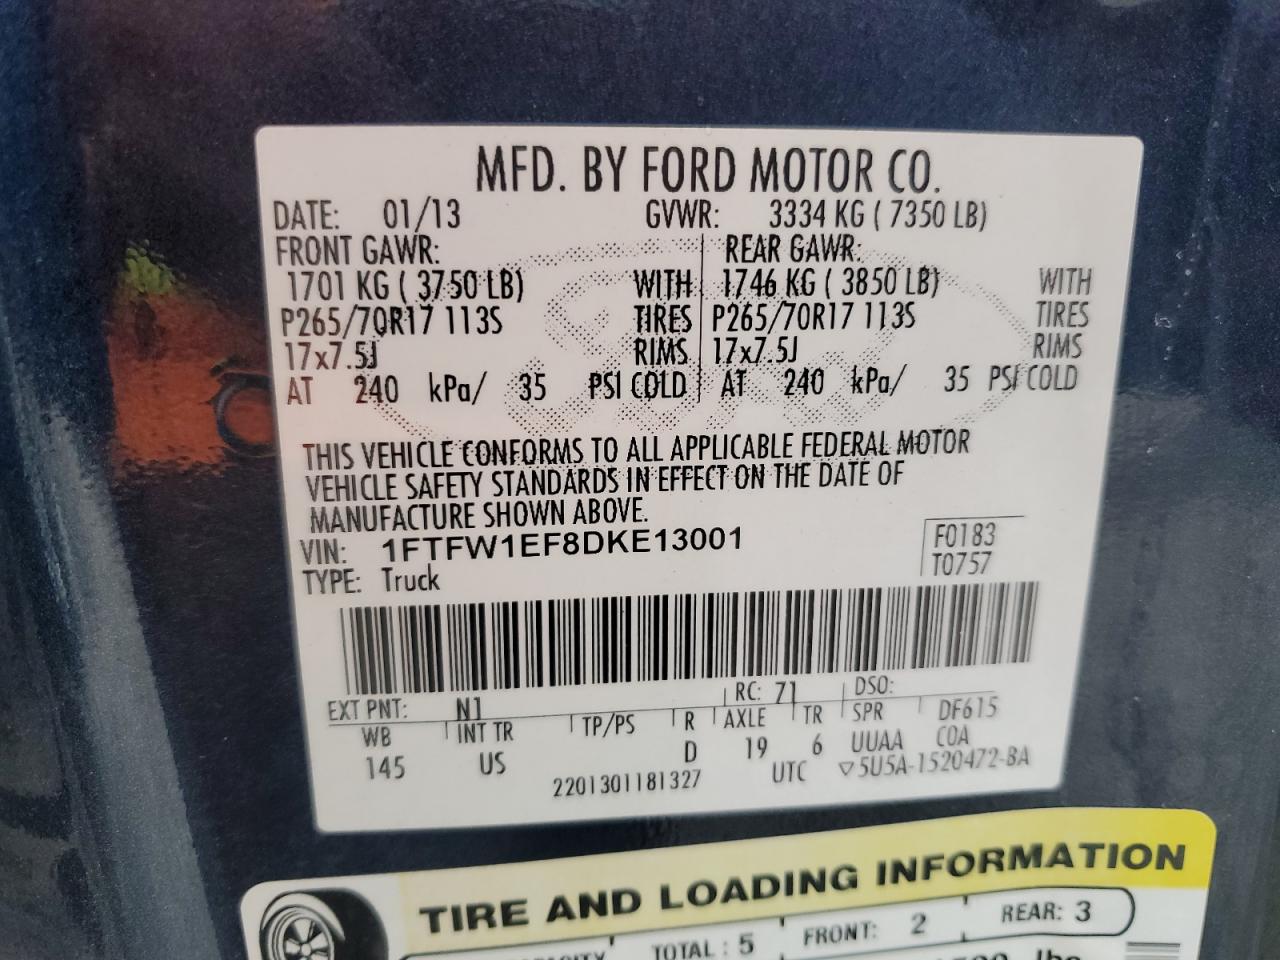 MFD. BY FORD MOTOR CO.
DATE: 01/13 GVWR: 3334 KG ( 7350 LB)
FRONT GAWR: REAR GAWR:
1701 KG ( 3750 LB) WITH 1746 KG ( 3850 LB) WITH
P265/70R17 113S TIRES P265/70R17 113S TIRES
17x7.5J RIMS 17x7.5J RIMS
AT 240 kPa/ 35 PSI COLD AT 240 kPa/ 35 PSI COLD
THIS VEHICLE CONFORMS TO ALL APPLICABLE FEDERAL MOTOR
VEHICLE SAFETY STANDARDS IN EFFECT ON THE DATE OF
MANUFACTURE SHOWN ABOVE.
VIN: 1FTFW1EF8DKE13001 F0183
TYPE: Truck T0757
EXT PNT: N1 RC: 71 DSO:
WB INT TR TP/PS R AXLE TR SPR DF615
145 US D 19 6 UUAA COA
2201301181327 UTC ▽5U5A-1520472-BA
TIRE AND LOADING INFORMATION
TOTAL : 5 FRONT: 2 REAR: 3